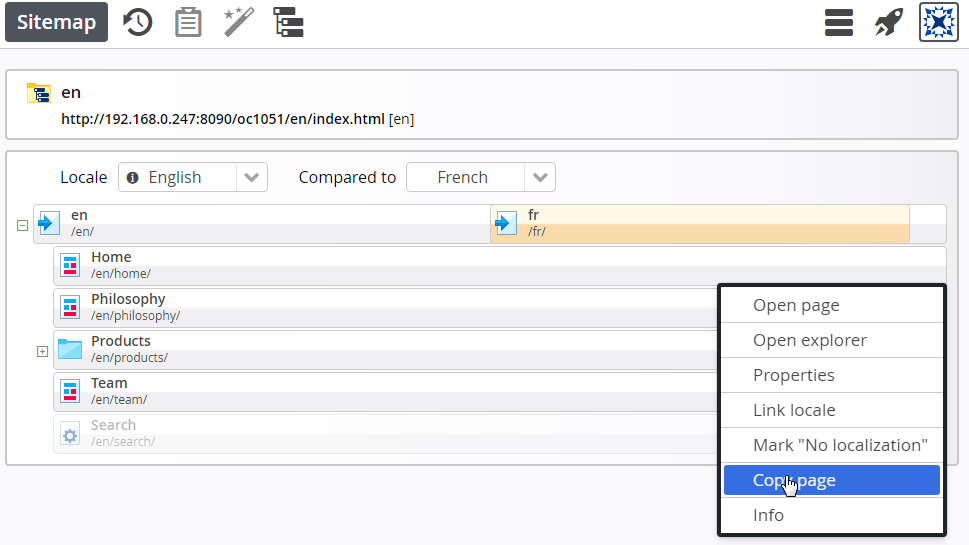 Sitemap
en
http://192.168.0.247:8090/oc1051/en/index.html [en]
Locale English Compared to French
en fr
/en/ /fr/
Home
/en/home/
Philosophy
/en/philosophy/
Products
/en/products/
Team
/en/team/
Search
/en/search/
Open page
Open explorer
Properties
Link locale
Mark "No localization"
Copy page
Info